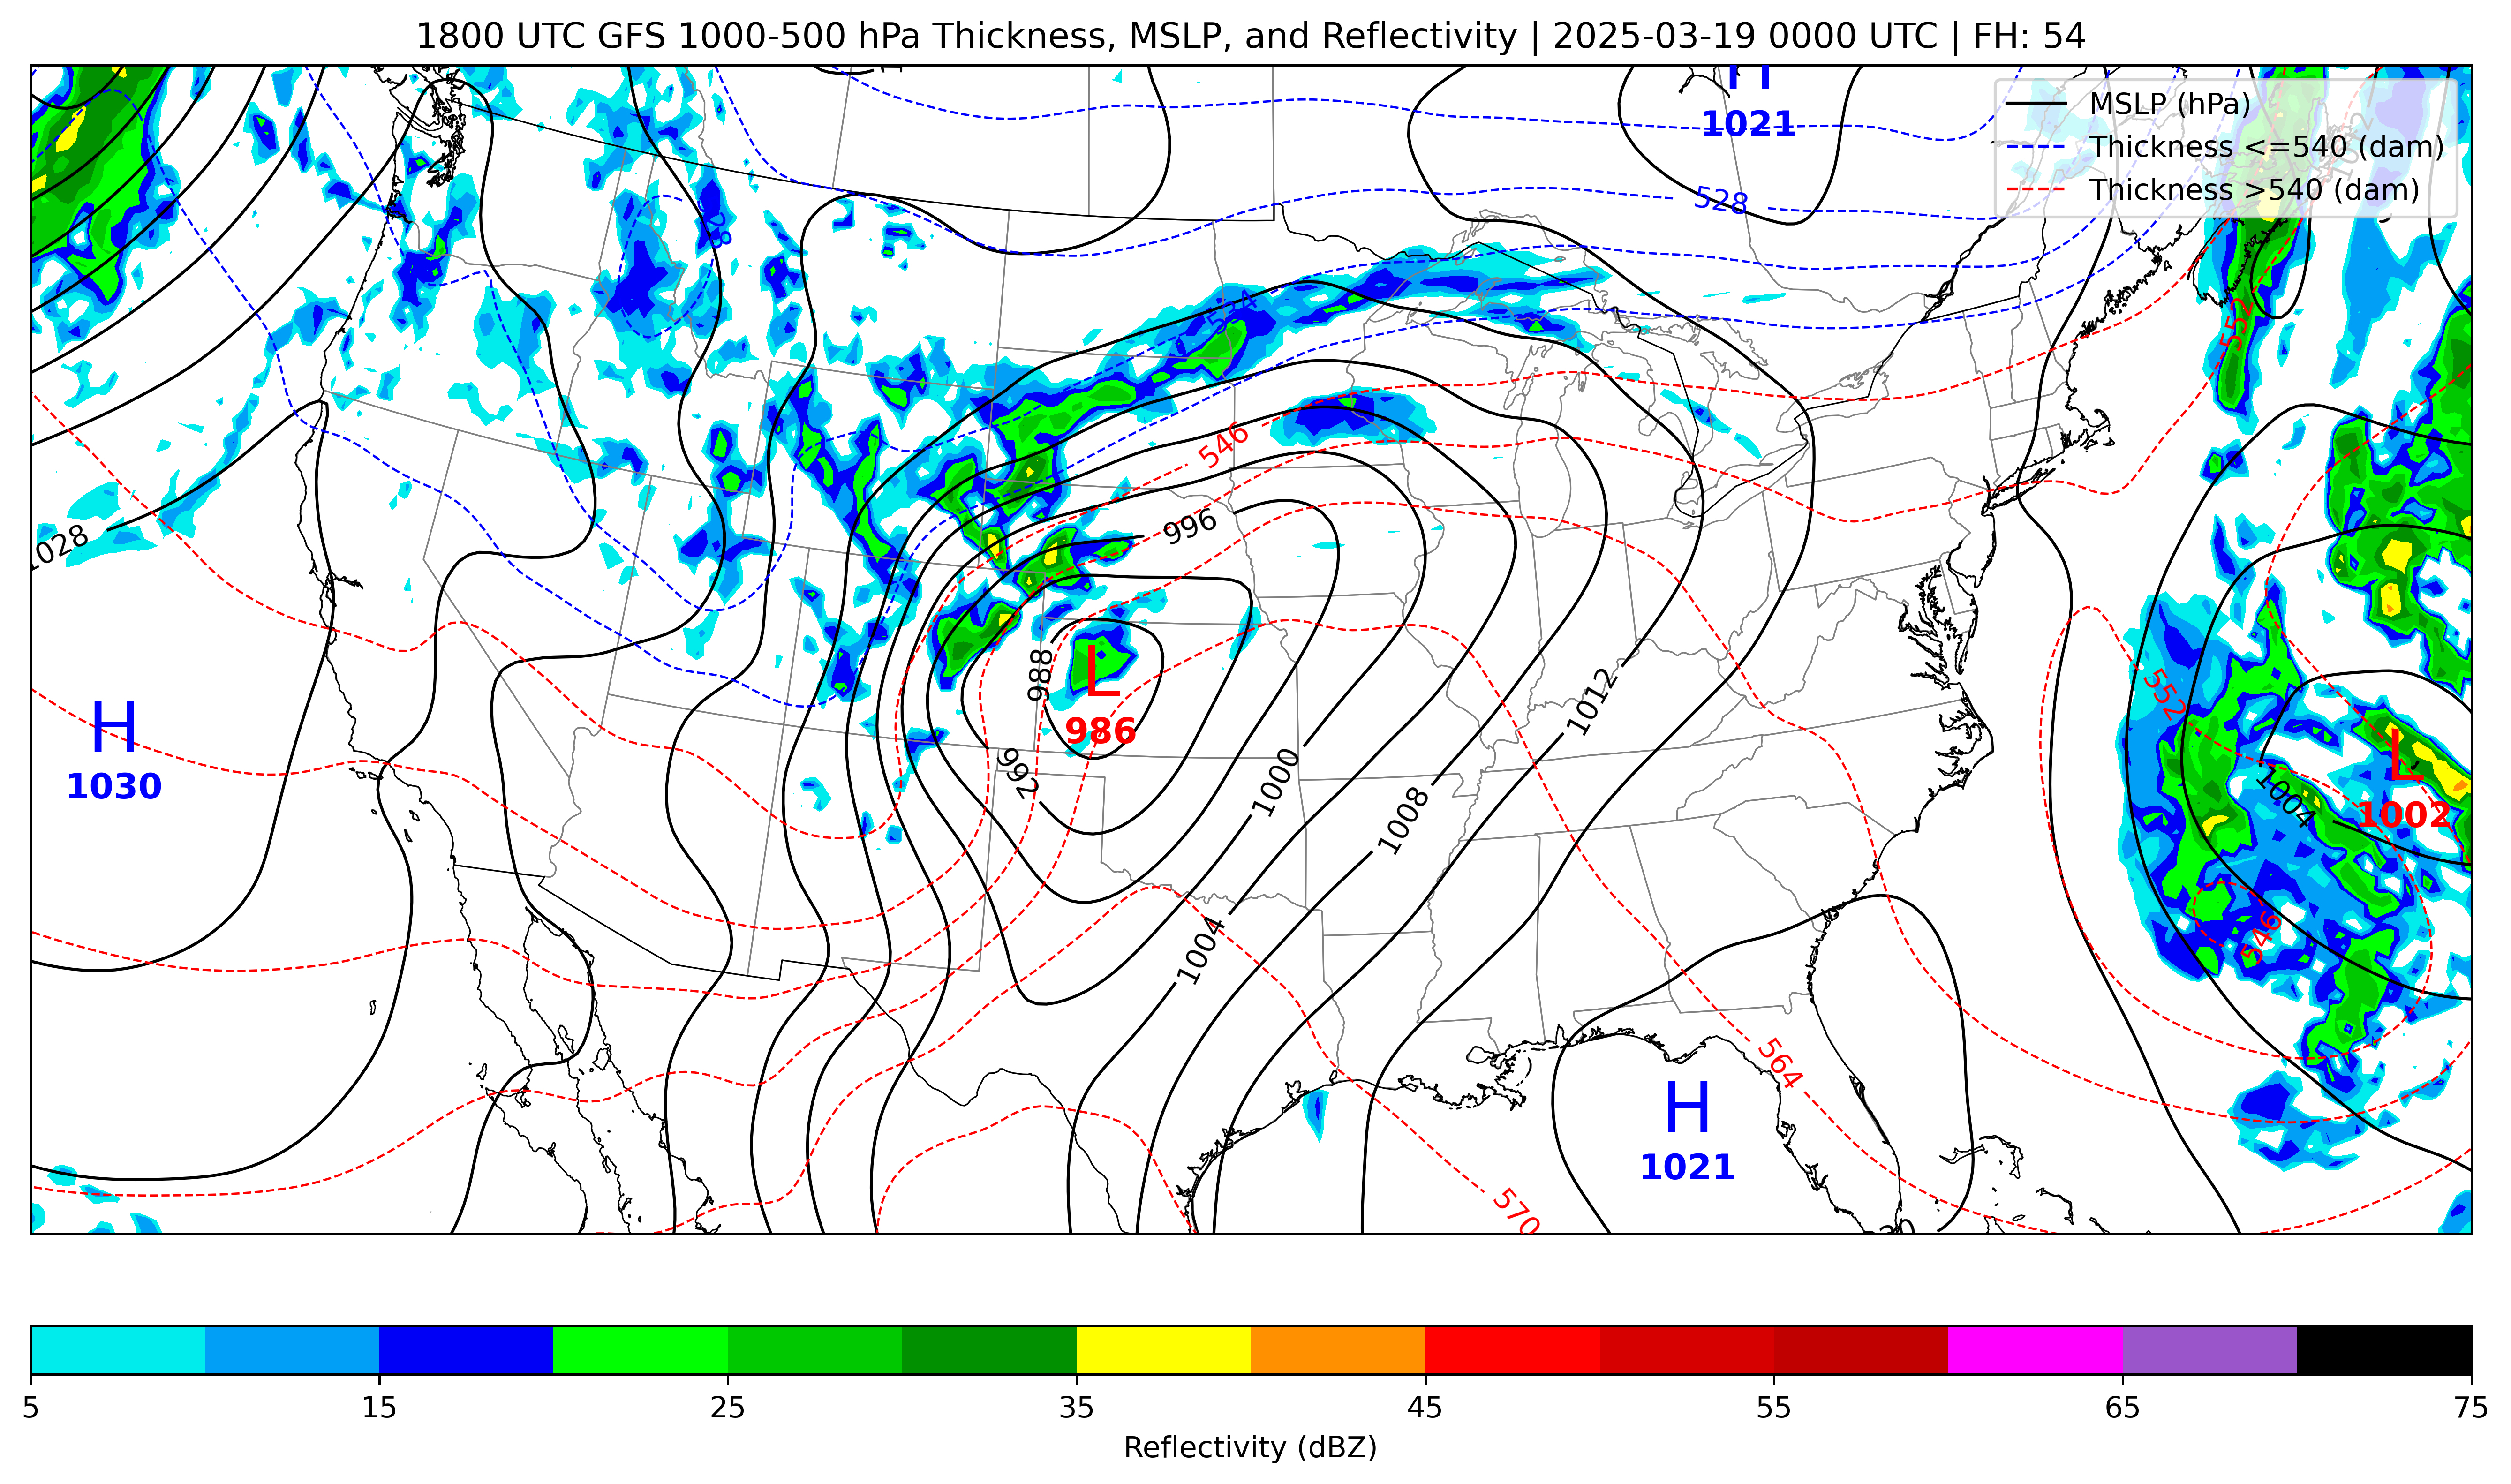 1800 UTC GFS 1000-500 hPa Thickness, MSLP, and Reflectivity | 2025-03-19 0000 UTC | FH: 54
H
1021
MSLP (hPa)
Thickness <=540 (dam)
Thickness >540 (dam)
528
528
534
552
546
996
1028
988
L
986
992
1012
1000
1008
1004
H
1030
552
1004
L
1002
546
564
H
1021
570
5 15 25 35 45 55 65 75
Reflectivity (dBZ)